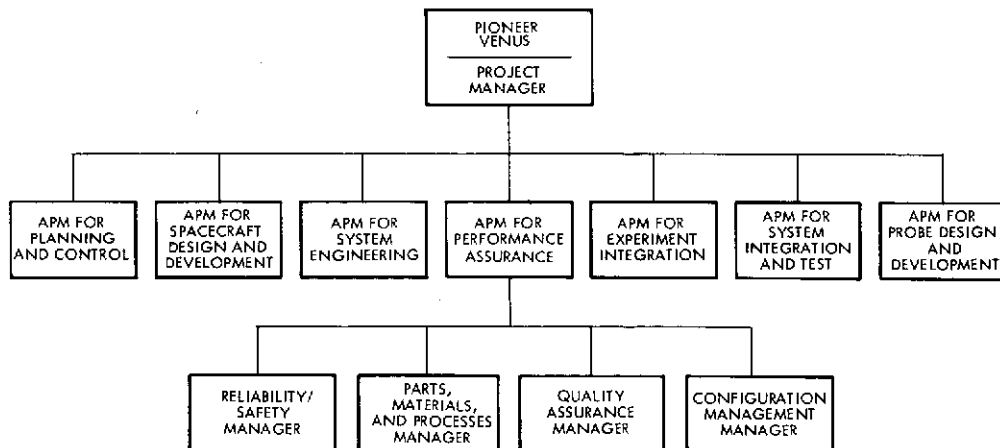 PIONEER
VENUS
PROJECT
MANAGER
APM FOR
PLANNING
AND CONTROL
APM FOR
SPACECRAFT
DESIGN AND
DEVELOPMENT
APM FOR
SYSTEM
ENGINEERING
APM FOR
PERFORMANCE
ASSURANCE
APM FOR
EXPERIMENT
INTEGRATION
APM FOR
SYSTEM
INTEGRATION
AND TEST
APM FOR
PROBE DESIGN
AND
DEVELOPMENT
RELIABILITY/
SAFETY
MANAGER
PARTS,
MATERIALS,
AND PROCESSES
MANAGER
QUALITY
ASSURANCE
MANAGER
CONFIGURATION
MANAGEMENT
MANAGER